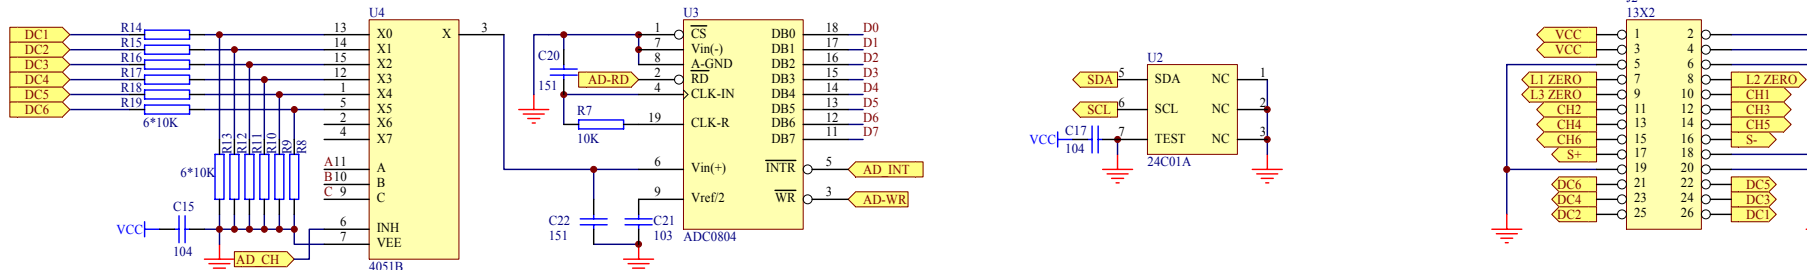 U4
U3
J2
13X2
DC1
DC2
DC3
DC4
DC5
DC6
R14
R15
R16
R17
R18
R19
6*10K
13
14
15
12
1
5
2
4
X0
X1
X2
X3
X4
X5
X6
X7
X
3
R13
R12
R11
R10
R9
R8
6*10K
A
B
C
11
10
9
A
B
C
6
7
INH
VEE
4051B
VCC
C15
104
AD_CH
C20
151
AD-RD
R7
10K
1
7
8
2
4
19
6
9
CS
Vin(-)
A-GND
RD
CLK-IN
CLK-R
Vin(+)
Vref/2
DB0
DB1
DB2
DB3
DB4
DB5
DB6
DB7
INTR
WR
18
17
16
15
14
13
12
11
5
3
D0
D1
D2
D3
D4
D5
D6
D7
AD_INT
AD-WR
C22
151
C21
103
ADC0804
U2
SDA
SCL
5
6
7
SDA
SCL
TEST
NC
NC
NC
1
2
3
VCC
C17
104
24C01A
VCC
VCC
L1 ZERO
L3 ZERO
CH2
CH4
CH6
S+
DC6
DC4
DC2
1
3
5
7
9
11
13
15
17
19
21
23
25
2
4
6
8
10
12
14
16
18
20
22
24
26
L2 ZERO
CH1
CH3
CH5
S-
DC5
DC3
DC1